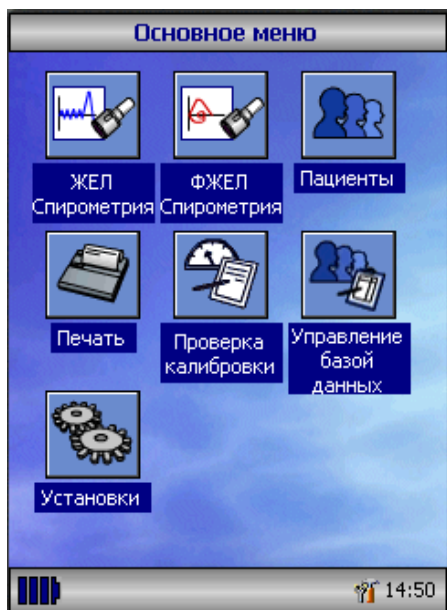 Основное меню
ЖЕЛ
Спирометрия
ФЖЕЛ
Спирометрия
Пациенты
Печать
Проверка
калибровки
Управление
базой
данных
Установки
14:50